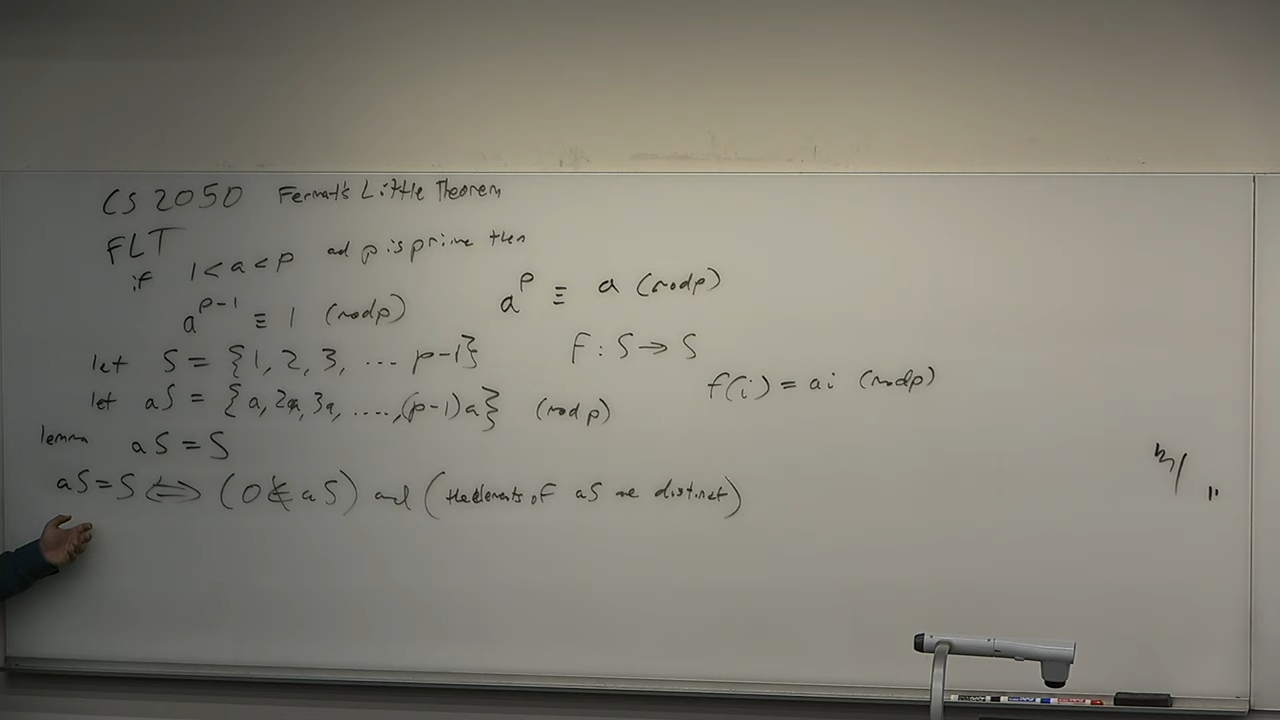 CS 2050 Fermat's Little Theorem
FLT
if 1 < a < p ad p is prime then
a^{p-1} ≡ 1 (mod p)
a^p ≡ a (mod p)
let S = {1, 2, 3, ... p-1}
F : S → S
let aS = {a, 2a, 3a, ...., (p-1)a} (mod p)
f(i) = ai (mod p)
lemma aS = S
aS = S ⟺ (0 ∉ aS) and (the elements of aS are distinct)